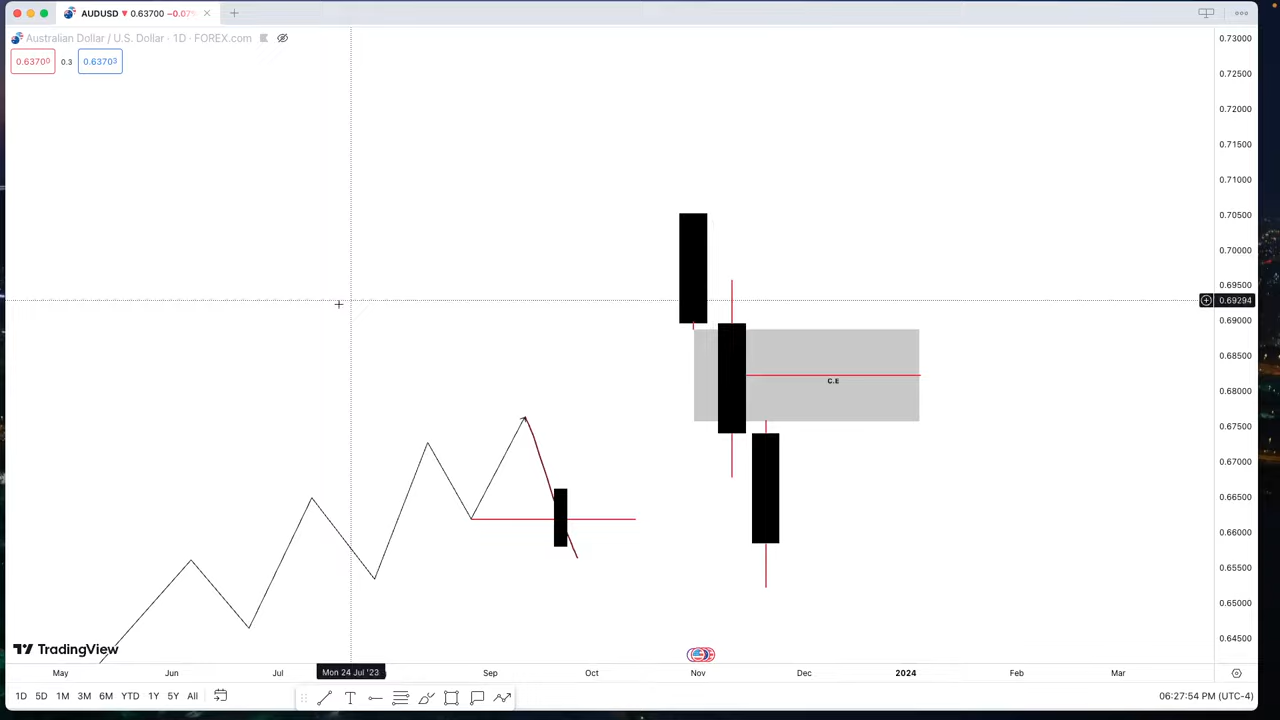 AUDUSD ▼ 0.63700 −0.07%
Australian Dollar / U.S. Dollar · 1D · FOREX.com
0.63700 0.3 0.63703
0.73000
0.72500
0.72000
0.71500
0.71000
0.70500
0.70000
0.69500
0.69294
0.69000
0.68500
0.68000
0.67500
0.67000
0.66500
0.66000
0.65500
0.65000
0.64500
C.E
TradingView
May Jun Jul Mon 24 Jul '23 Sep Oct Nov Dec 2024 Feb Mar
1D 5D 1M 3M 6M YTD 1Y 5Y All
T
06:27:54 PM (UTC-4)